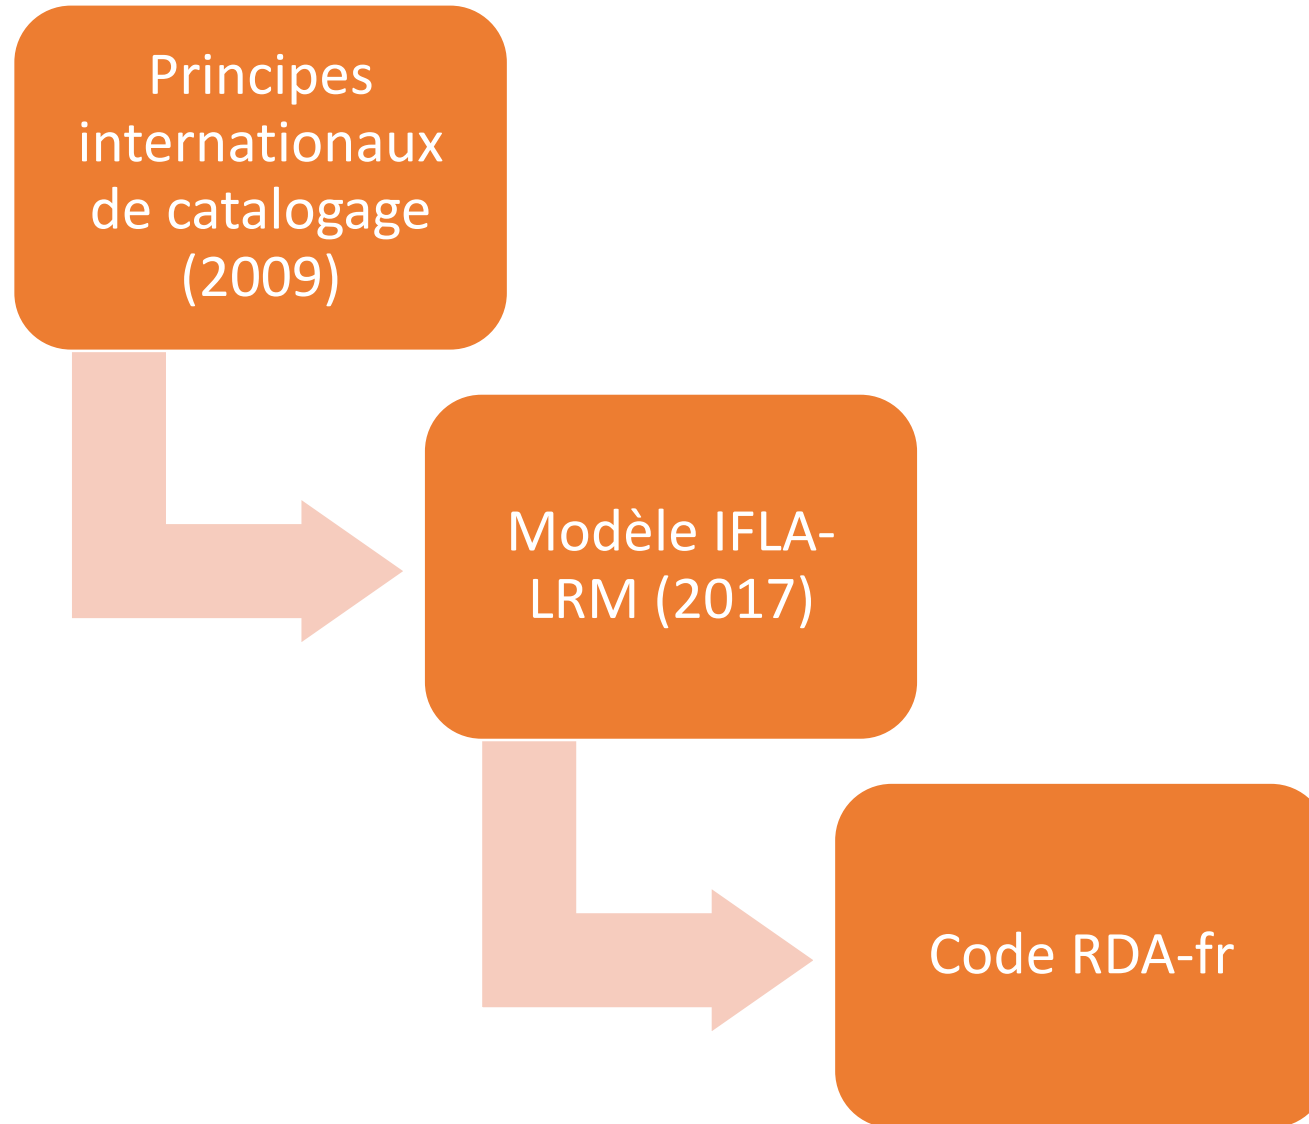 Principes
internationaux
de catalogage
(2009)
Modèle IFLA-
LRM (2017)
Code RDA-fr